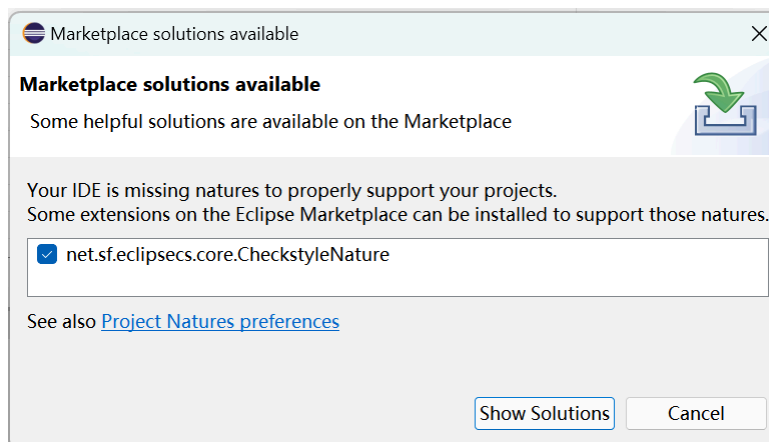 Marketplace solutions available
Marketplace solutions available
Some helpful solutions are available on the Marketplace
Your IDE is missing natures to properly support your projects.
Some extensions on the Eclipse Marketplace can be installed to support those natures.
net.sf.eclipsecs.core.CheckstyleNature
See also Project Natures preferences
Show Solutions Cancel